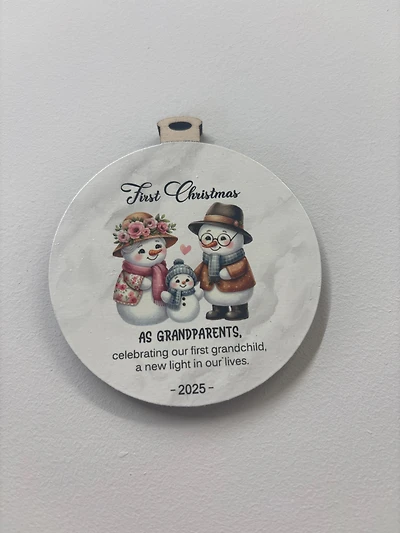 First Christmas
AS GRANDPARENTS,
celebrating our first grandchild,
a new light in our lives.
- 2025 -